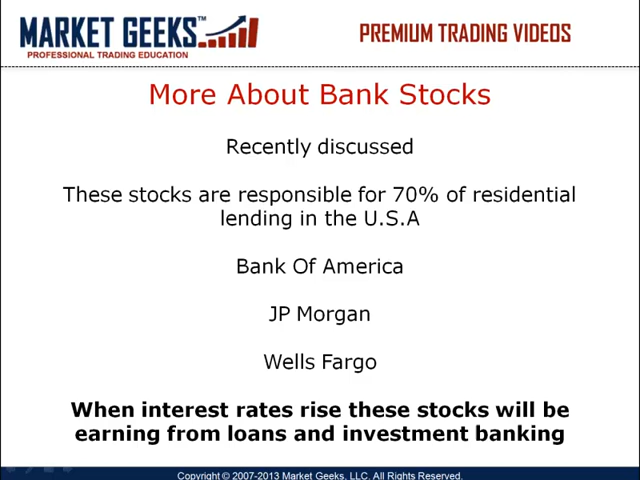 MARKET GEEKS™
PROFESSIONAL TRADING EDUCATION
PREMIUM TRADING VIDEOS
More About Bank Stocks
Recently discussed
These stocks are responsible for 70% of residential
lending in the U.S.A
Bank Of America
JP Morgan
Wells Fargo
When interest rates rise these stocks will be
earning from loans and investment banking
Copyright © 2007-2013 Market Geeks, LLC. All Rights Reserved.